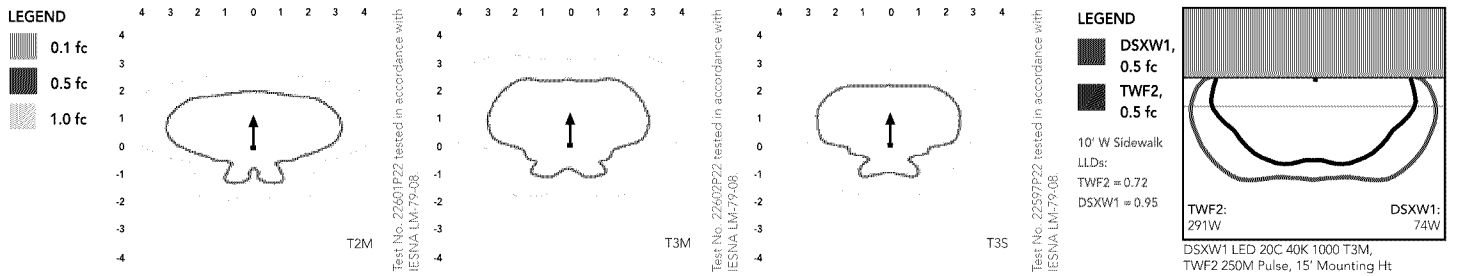 LEGEND
0.1 fc
0.5 fc
1.0 fc
4 3 2 1 0 1 2 3 4
4
3
2
1
0
-1
-2
-3
-4
T2M
Test No. 22601P22 tested in accordance with
IESNA LM-79-08.
4 3 2 1 0 1 2 3 4
4
3
2
1
0
-1
-2
-3
-4
T3M
Test No. 22602P22 tested in accordance with
IESNA LM-79-08.
4 3 2 1 0 1 2 3 4
4
3
2
1
0
-1
-2
-3
-4
T3S
Test No. 22597P22 tested in accordance with
IESNA LM-79-08.
LEGEND
DSXW1,
0.5 fc
TWF2,
0.5 fc
10' W Sidewalk
LLDs:
TWF2 = 0.72
DSXW1 = 0.95
TWF2:
291W
DSXW1:
74W
DSXW1 LED 20C 40K 1000 T3M,
TWF2 250M Pulse, 15' Mounting Ht